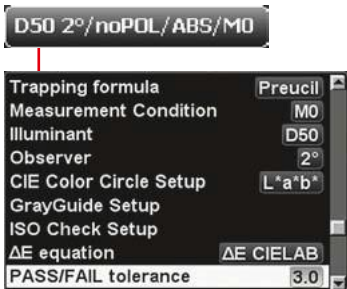 D50 2°/noPOL/ABS/M0
Trapping formula Preucil
Measurement Condition M0
Illuminant D50
Observer 2°
CIE Color Circle Setup L*a*b*
GrayGuide Setup
ISO Check Setup
ΔE equation ΔE CIELAB
PASS/FAIL tolerance 3.0